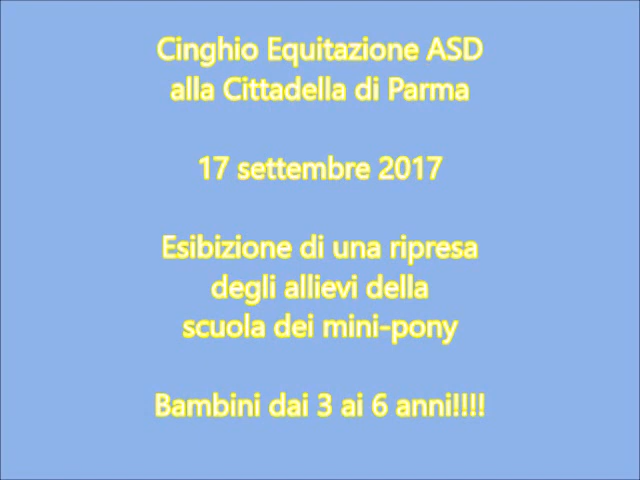 Cinghio Equitazione ASD
alla Cittadella di Parma
17 settembre 2017
Esibizione di una ripresa
degli allievi della
scuola dei mini-pony
Bambini dai 3 ai 6 anni!!!!